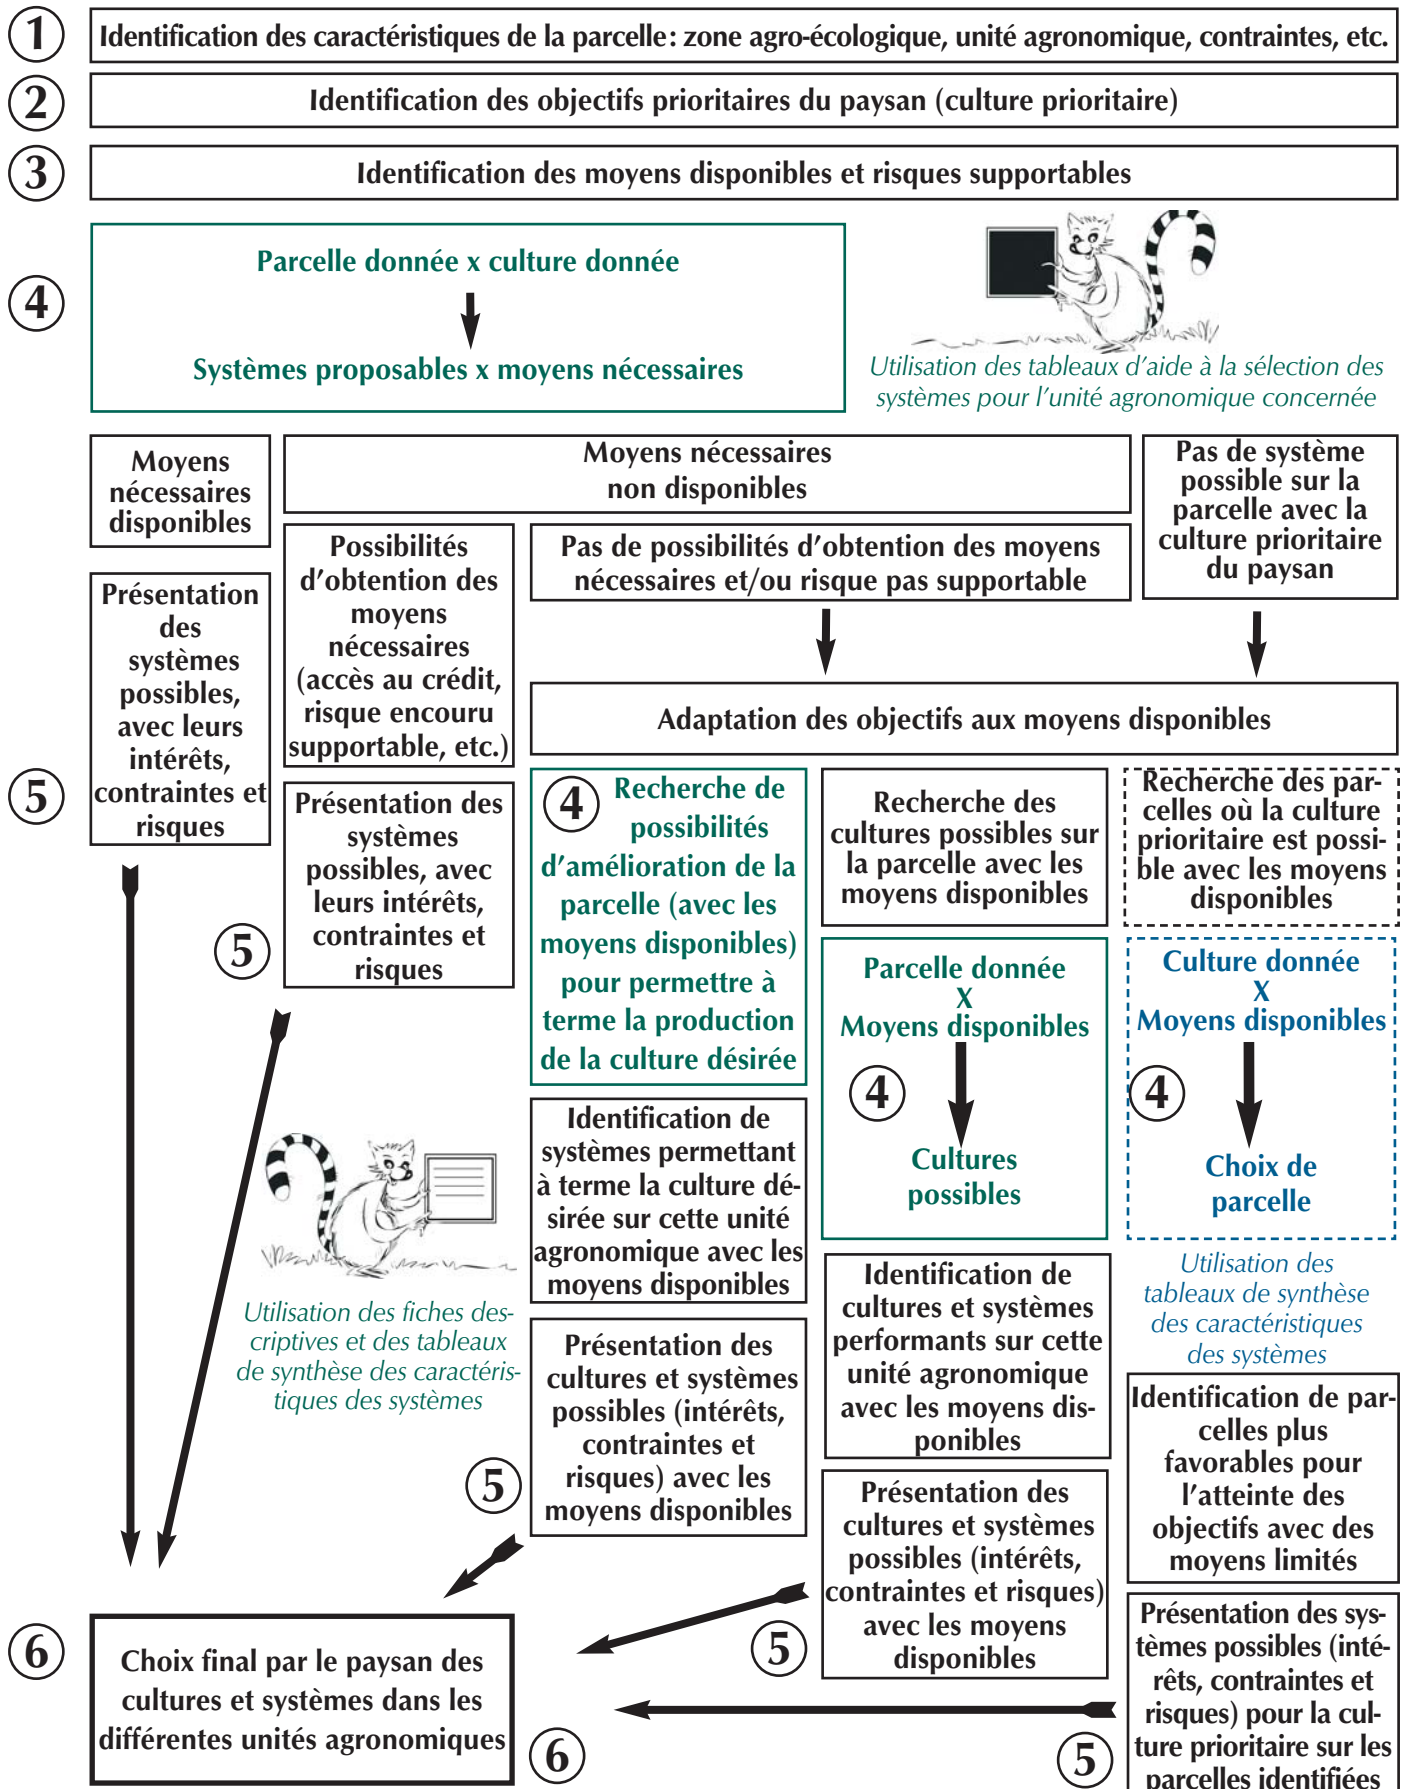 1
Identification des caractéristiques de la parcelle: zone agro-écologique, unité agronomique, contraintes, etc.
2
Identification des objectifs prioritaires du paysan (culture prioritaire)
3
Identification des moyens disponibles et risques supportables
4
Parcelle donnée x culture donnée
Systèmes proposables x moyens nécessaires
Utilisation des tableaux d'aide à la sélection des
systèmes pour l'unité agronomique concernée
Moyens
nécessaires
disponibles
Moyens nécessaires
non disponibles
Pas de système
possible sur la
parcelle avec la
culture prioritaire
du paysan
Possibilités
d'obtention des
moyens
nécessaires
(accès au crédit,
risque encouru
supportable, etc.)
Pas de possibilités d'obtention des moyens
nécessaires et/ou risque pas supportable
5
Présentation
des
systèmes
possibles,
avec leurs
intérêts,
contraintes et
risques
Adaptation des objectifs aux moyens disponibles
5
Présentation des
systèmes
possibles, avec
leurs intérêts,
contraintes et
risques
4
Recherche de
possibilités
d'amélioration de la
parcelle (avec les
moyens disponibles)
pour permettre à
terme la production
de la culture désirée
Recherche des
cultures possibles sur
la parcelle avec les
moyens disponibles
Recherche des par-
celles où la culture
prioritaire est possi-
ble avec les moyens
disponibles
Parcelle donnée
X
Moyens disponibles
4
Cultures
possibles
Culture donnée
X
Moyens disponibles
4
Choix de
parcelle
Identification de
systèmes permettant
à terme la culture dé-
sirée sur cette unité
agronomique avec les
moyens disponibles
Utilisation des fiches des-
criptives et des tableaux
de synthèse des caractéris-
tiques des systèmes
Utilisation des
tableaux de synthèse
des caractéristiques
des systèmes
Identification de
cultures et systèmes
performants sur cette
unité agronomique
avec les moyens dis-
ponibles
5
Présentation des
cultures et systèmes
possibles (intérêts,
contraintes et
risques) avec les
moyens disponibles
Identification de par-
celles plus
favorables pour
l'atteinte des
objectifs avec des
moyens limités
5
Présentation des
cultures et systèmes
possibles (intérêts,
contraintes et risques)
avec les moyens
disponibles
5
Présentation des sys-
tèmes possibles (inté-
rêts, contraintes et
risques) pour la cul-
ture prioritaire sur les
parcelles identifiées
6
Choix final par le paysan des
cultures et systèmes dans les
différentes unités agronomiques
6